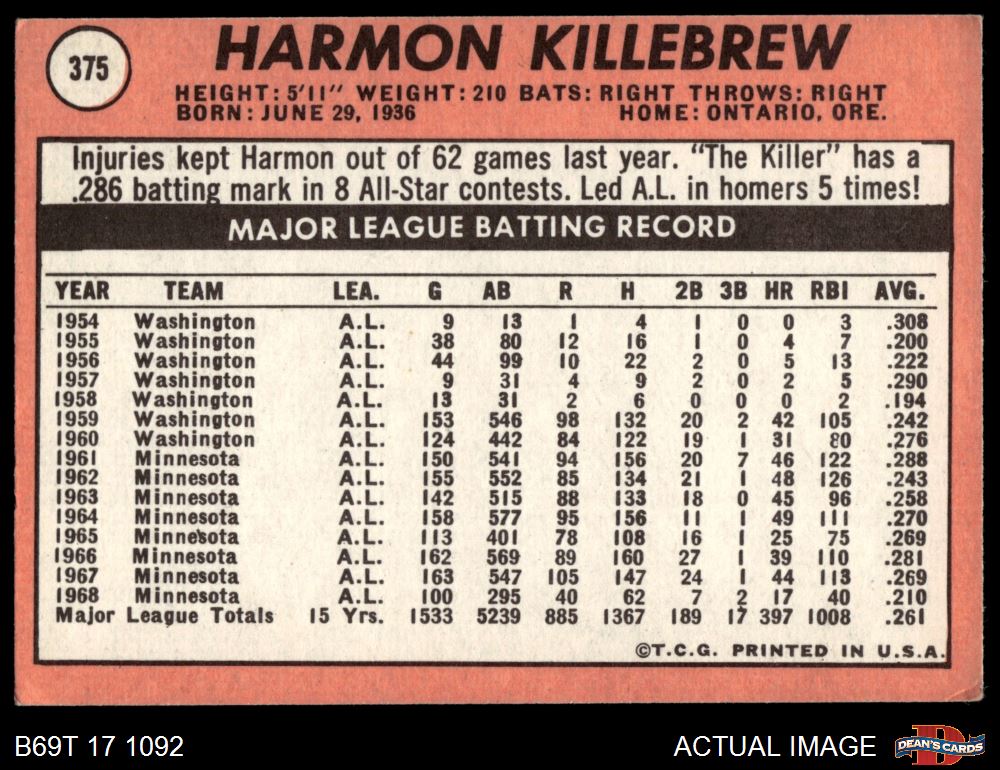 375
HARMON KILLEBREW
HEIGHT: 5'11" WEIGHT: 210 BATS: RIGHT THROWS: RIGHT
BORN: JUNE 29, 1936 HOME: ONTARIO, ORE.
Injuries kept Harmon out of 62 games last year. "The Killer" has a
.286 batting mark in 8 All-Star contests. Led A.L. in homers 5 times!
MAJOR LEAGUE BATTING RECORD
YEAR TEAM LEA. G AB R H 2B 3B HR RBI AVG.
1954 Washington A.L. 9 13 1 4 1 0 0 3 .308
1955 Washington A.L. 38 80 12 16 1 0 4 7 .200
1956 Washington A.L. 44 99 10 22 2 0 5 13 .222
1957 Washington A.L. 9 31 4 9 2 0 2 5 .290
1958 Washington A.L. 13 31 2 6 0 0 0 2 .194
1959 Washington A.L. 153 546 98 132 20 2 42 105 .242
1960 Washington A.L. 124 442 84 122 19 1 31 80 .276
1961 Minnesota A.L. 150 541 94 156 20 7 46 122 .288
1962 Minnesota A.L. 155 552 85 134 21 1 48 126 .243
1963 Minnesota A.L. 142 515 88 133 18 0 45 96 .258
1964 Minnesota A.L. 158 577 95 156 11 1 49 111 .270
1965 Minnesota A.L. 113 401 78 108 16 1 25 75 .269
1966 Minnesota A.L. 162 569 89 160 27 1 39 110 .281
1967 Minnesota A.L. 163 547 105 147 24 1 44 113 .269
1968 Minnesota A.L. 100 295 40 62 7 2 17 40 .210
Major League Totals 15 Yrs. 1533 5239 885 1367 189 17 397 1008 .261
©T.C.G. PRINTED IN U.S.A.
B69T 17 1092 ACTUAL IMAGE DEAN'S CARDS